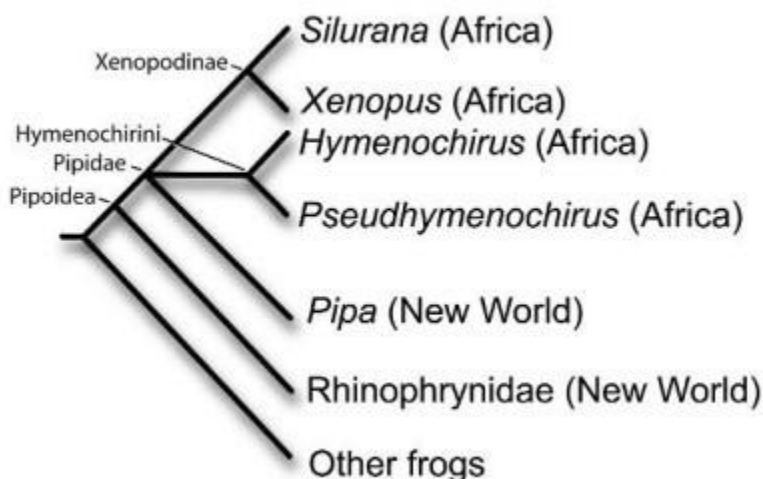 Silurana (Africa)
Xenopodinae
Xenopus (Africa)
Hymenochirini
Hymenochirus (Africa)
Pipidae
Pipoidea
Pseudhymenochirus (Africa)
Pipa (New World)
Rhinophrynidae (New World)
Other frogs